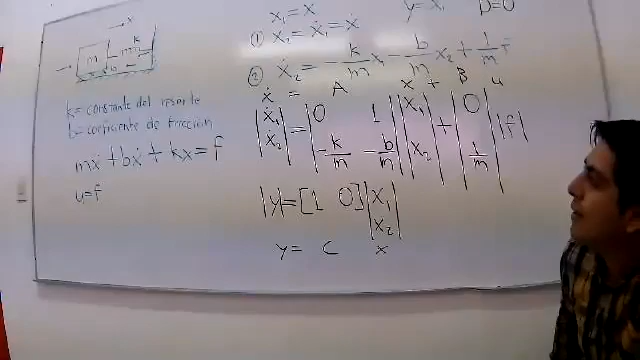 → x
k
m
b
k = constante del resorte
b = coeficiente de friccion
mẍ + bẋ + kx = f
u = f
x₁ = x
y = x₁
D = 0
① x₂ = ẋ₁ = ẋ
② ẋ₂ = -k/m x₁ - b/m x₂ + 1/m f
ẋ = A x + B u
|ẋ₁ ẋ₂| = |0 1 -k/m -b/m| |x₁ x₂| + |0 1/m| |f|
|y| = [1 0] |x₁ x₂|
y = C x